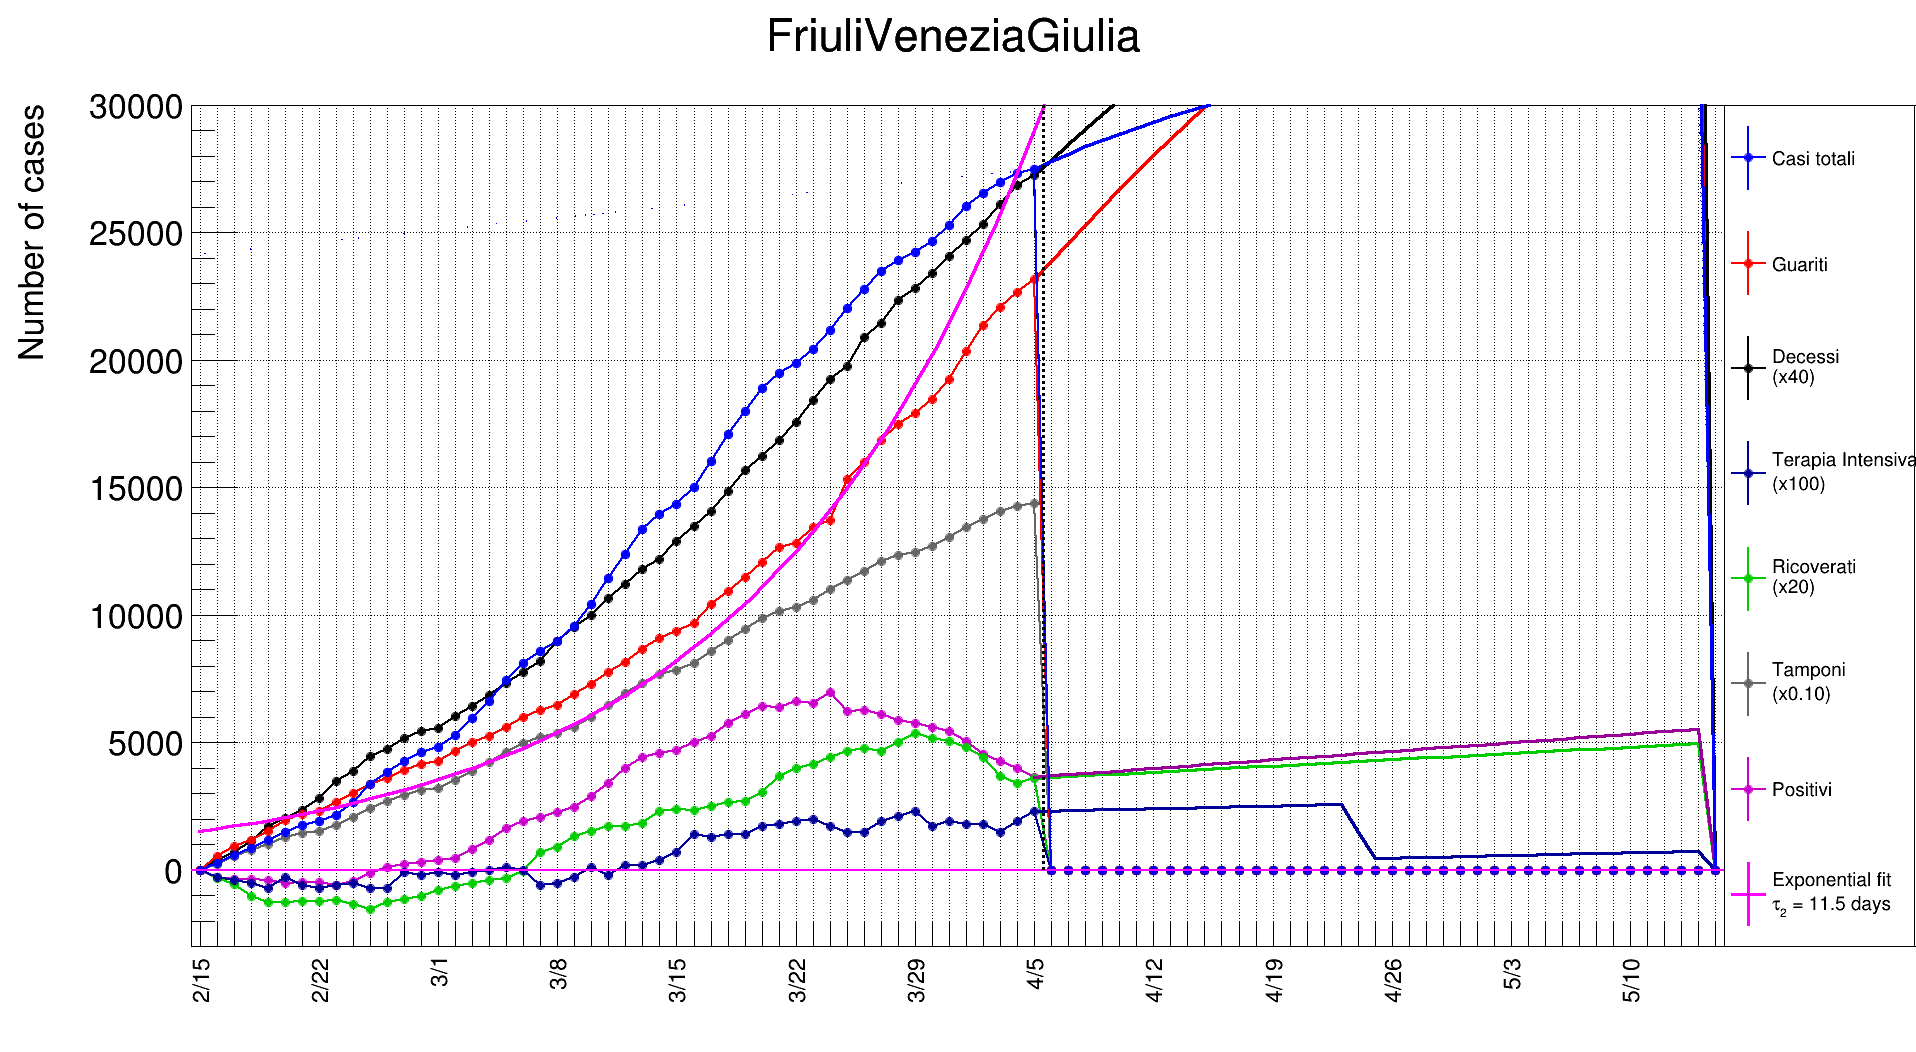 FriuliVeneziaGiulia
Number of cases
30000
25000
20000
15000
10000
5000
0
2/15
2/22
3/1
3/8
3/15
3/22
3/29
4/5
4/12
4/19
4/26
5/3
5/10
Casi totali
Guariti
Decessi
(x40)
Terapia Intensiva
(x100)
Ricoverati
(x20)
Tamponi
(x0.10)
Positivi
Exponential fit
τ2 = 11.5 days